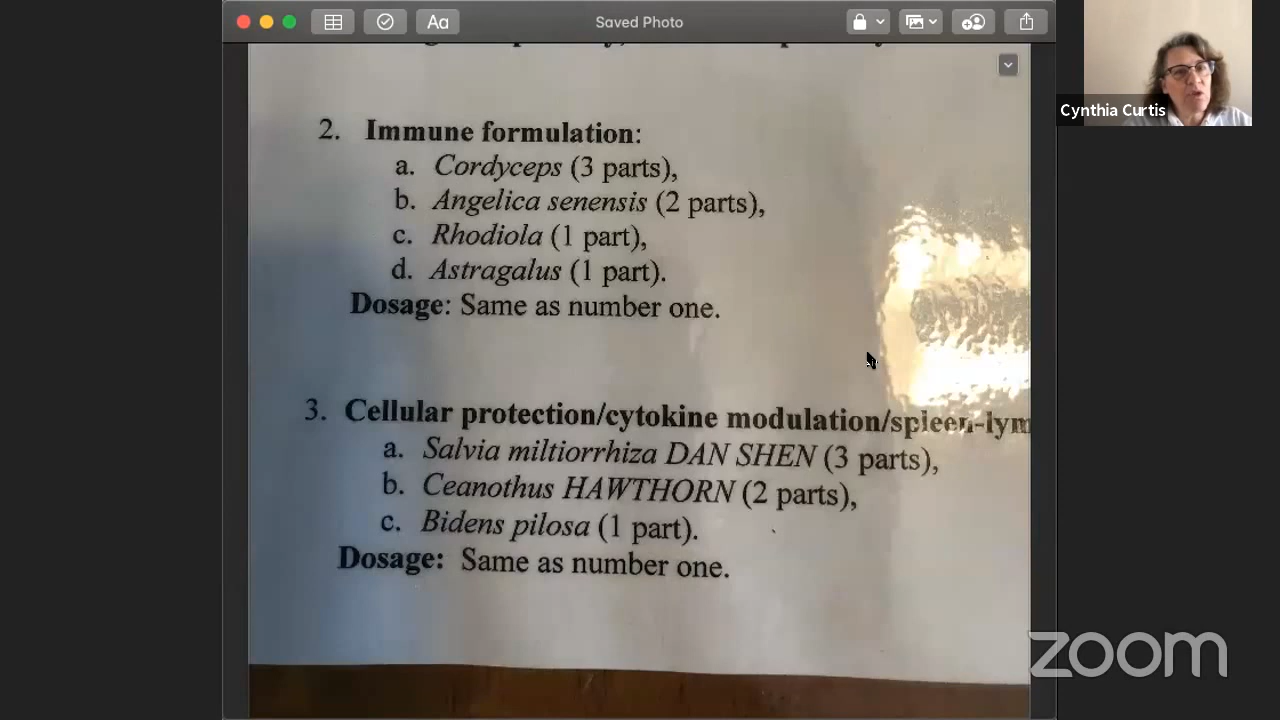 Saved Photo
Aa
Cynthia Curtis
2. Immune formulation:
a. Cordyceps (3 parts),
b. Angelica senensis (2 parts),
c. Rhodiola (1 part),
d. Astragalus (1 part).
Dosage: Same as number one.
3. Cellular protection/cytokine modulation/spleen-lym
a. Salvia miltiorrhiza DAN SHEN (3 parts),
b. Ceanothus HAWTHORN (2 parts),
c. Bidens pilosa (1 part).
Dosage: Same as number one.
zoom